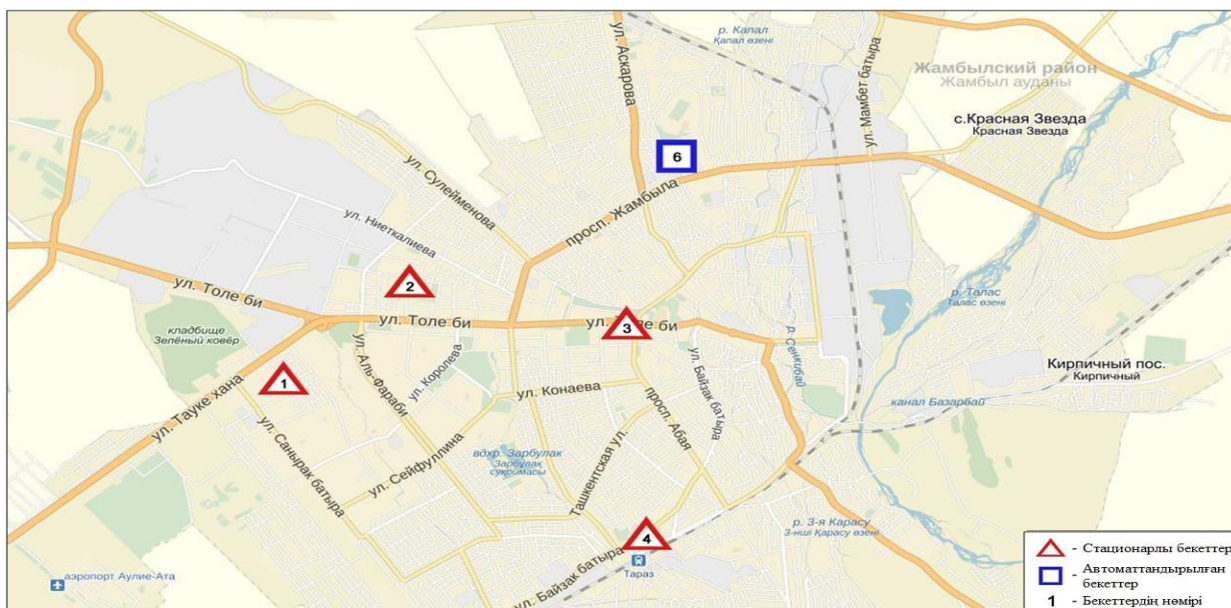 р. Капал
Қапал өзені
ул. Аскарова
Жамбылский район
Жамбыл ауданы
ул. Мамбет батыра
с.Красная Звезда
Красная Звезда
6
ул. Сулейменова
просп. Жамбыла
ул. Ниеткалиева
ул. Толе би
2
р. Талас
Талас өзені
ул. Толе би
ул. Толе би
3
р.Сенкибай
кладбище
Зелёный ковёр
ул. Байзак батыра
ул. Королева
ул. Аль-Фараби
Кирпичный пос.
Кирпичный
1
ул. Конаева
ул. Тауке хана
просп. Абая
канал Базарбай
ул. Санырак батыра
ул. Сейфуллина
вдхр. Зарбулак
Зарбұлақ
суқоймасы
Ташкентская ул.
р. 3-я Карасу
3-нші Қарасу өзені
4
Тараз
ул. Байзак батыра
аэропорт Аулие-Ата
- Стационарлы бекеттер
- Автоматтандырылған
бекеттер
1 - Бекеттердің нөмірі